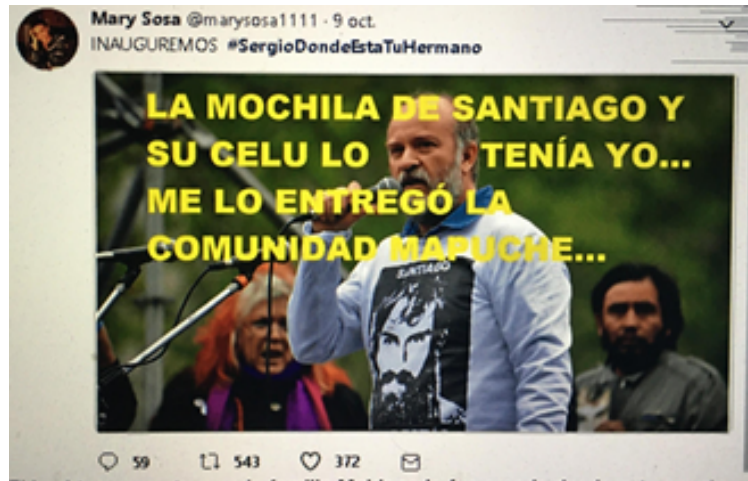 Mary Sosa @marysosa1111 · 9 oct.
INAUGUREMOS #SergioDondeEstaTuHermano
LA MOCHILA DE SANTIAGO Y
SU CELU LO TENÍA YO...
ME LO ENTREGÓ LA
COMUNIDAD MAPUCHE...
SANTIAGO
59 543 372